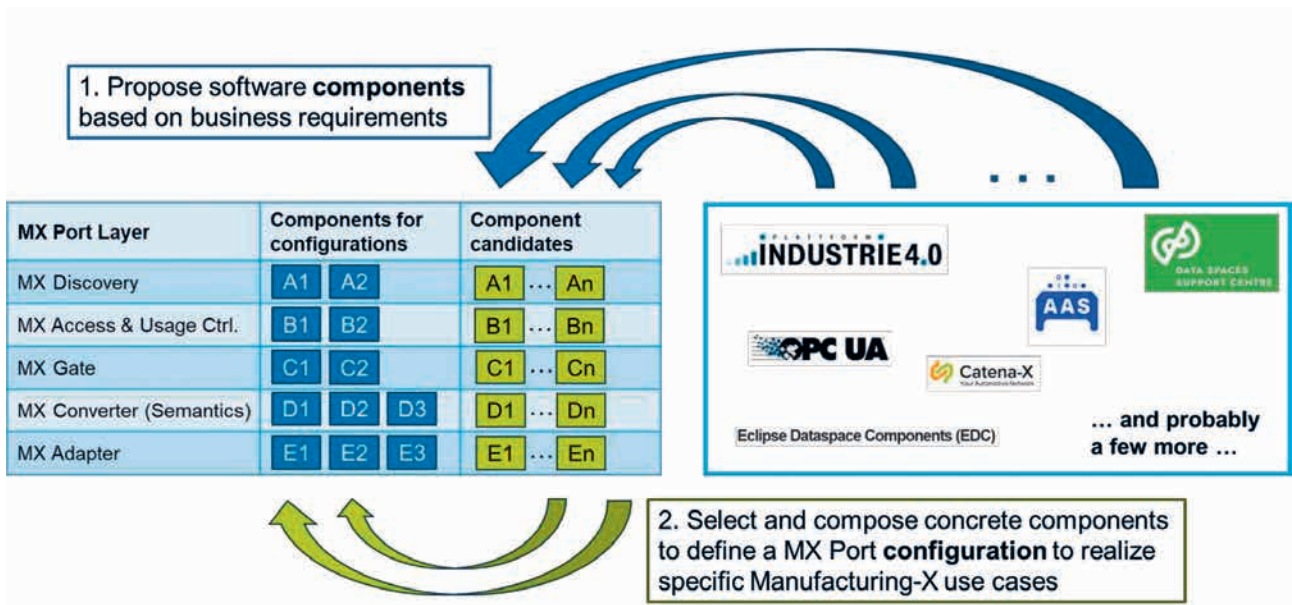 1. Propose software components
based on business requirements
...
MX Port Layer
Components for
configurations
Component
candidates
MX Discovery
A1 A2
A1 ... An
MX Access & Usage Ctrl.
B1 B2
B1 ... Bn
MX Gate
C1 C2
C1 ... Cn
MX Converter (Semantics)
D1 D2 D3
D1 ... Dn
MX Adapter
E1 E2 E3
E1 ... En
PLATTFORM
INDUSTRIE4.0
DATA SPACES
SUPPORT CENTRE
AAS
OPC UA
Catena-X
Your Automotive Network
Eclipse Dataspace Components (EDC)
... and probably
a few more ...
2. Select and compose concrete components
to define a MX Port configuration to realize
specific Manufacturing-X use cases